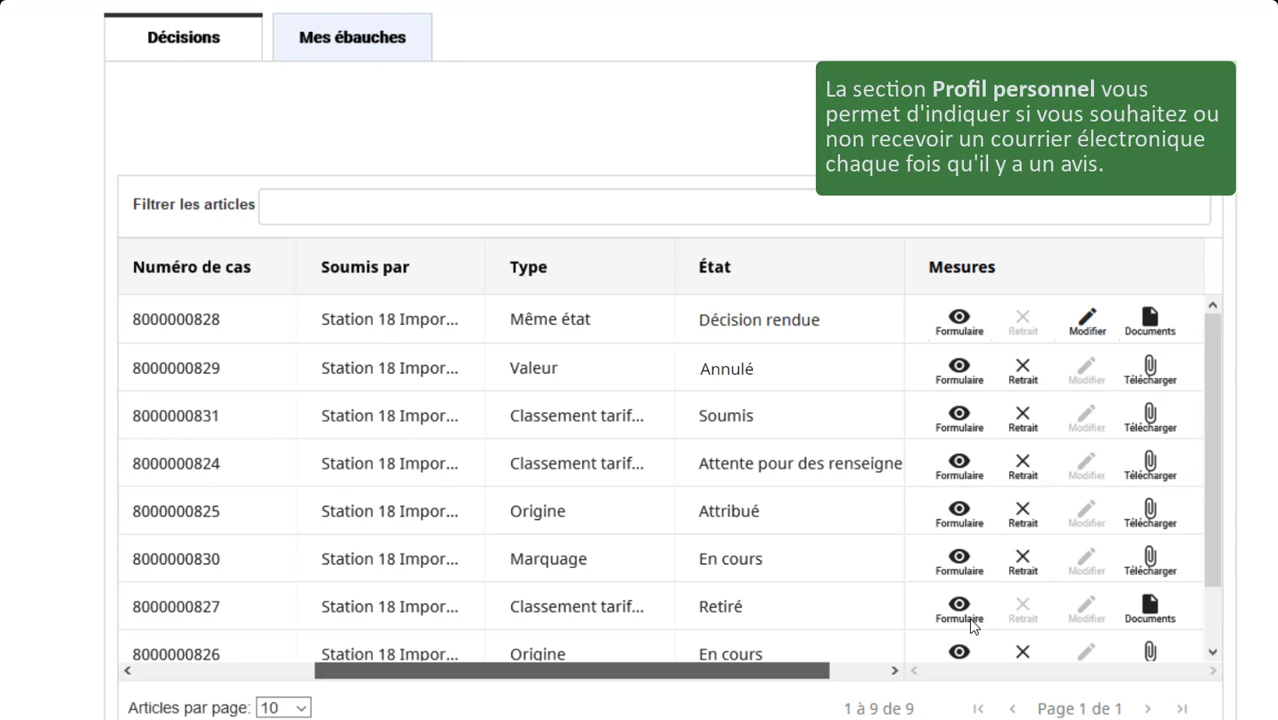 Décisions
Mes ébauches
La section Profil personnel vous
permet d'indiquer si vous souhaitez ou
non recevoir un courrier électronique
chaque fois qu'il y a un avis.
Filtrer les articles
Numéro de cas Soumis par Type État Mesures
8000000828 Station 18 Impor... Même état Décision rendue Formulaire Retrait Modifier Documents
8000000829 Station 18 Impor... Valeur Annulé Formulaire Retrait Modifier Télécharger
8000000831 Station 18 Impor... Classement tarif... Soumis Formulaire Retrait Modifier Télécharger
8000000824 Station 18 Impor... Classement tarif... Attente pour des renseigne Formulaire Retrait Modifier Télécharger
8000000825 Station 18 Impor... Origine Attribué Formulaire Retrait Modifier Télécharger
8000000830 Station 18 Impor... Marquage En cours Formulaire Retrait Modifier Télécharger
8000000827 Station 18 Impor... Classement tarif... Retiré Formulaire Retrait Modifier Documents
8000000826 Station 18 Impor... Origine En cours
Articles par page: 10 1 à 9 de 9 Page 1 de 1